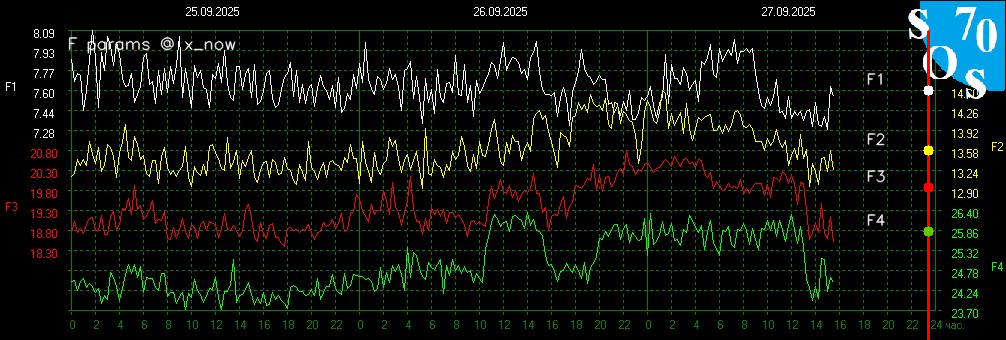 25.09.2025 26.09.2025 27.09.2025
S 70
O s
F params @ x_now
8.09
7.93
7.77
F1 F1
7.60
14.26
7.44
7.28 13.92
F2 F2
20.80 13.58
20.30 F3 13.24
19.80 12.90
F3 19.30 F4 26.40
18.80 25.86
18.30 25.32
F4
24.78
24.24
23.70
0 2 4 6 8 10 12 14 16 18 20 22 0 2 4 6 8 10 12 14 16 18 20 22 0 2 4 6 8 10 12 14 16 18 20 22 24 час.